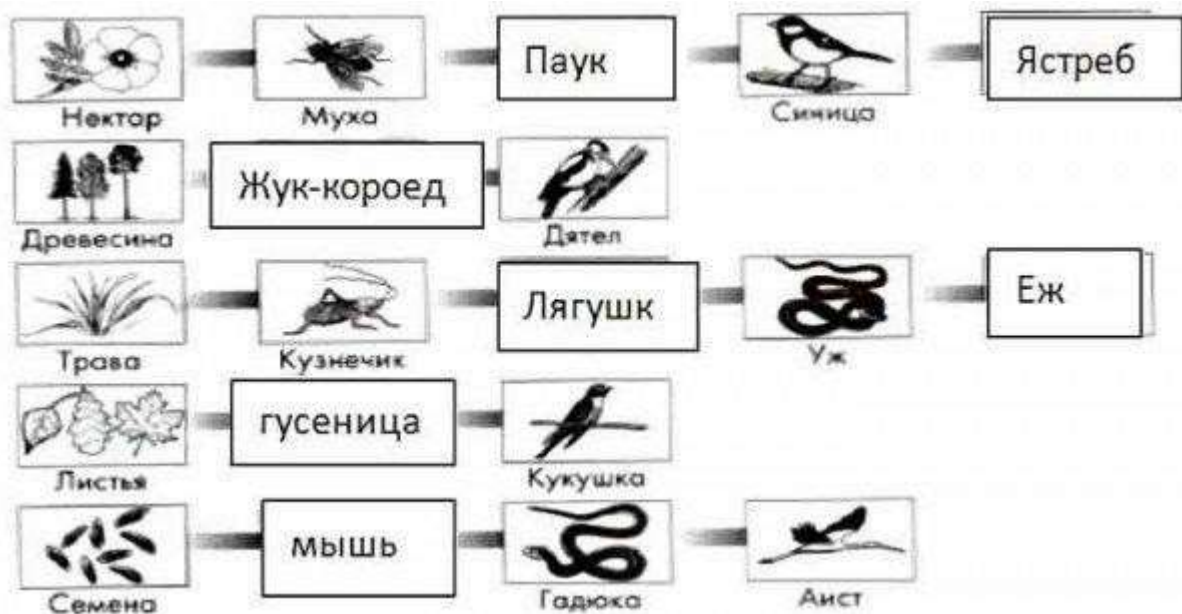 Паук
Ястреб
Нектар Муха Синица
Жук-короед
Древесина Дятел
Лягушк
Еж
Трава Кузнечик Уж
гусеница
Листья Кукушка
мышь
Семена Гадюка Аист